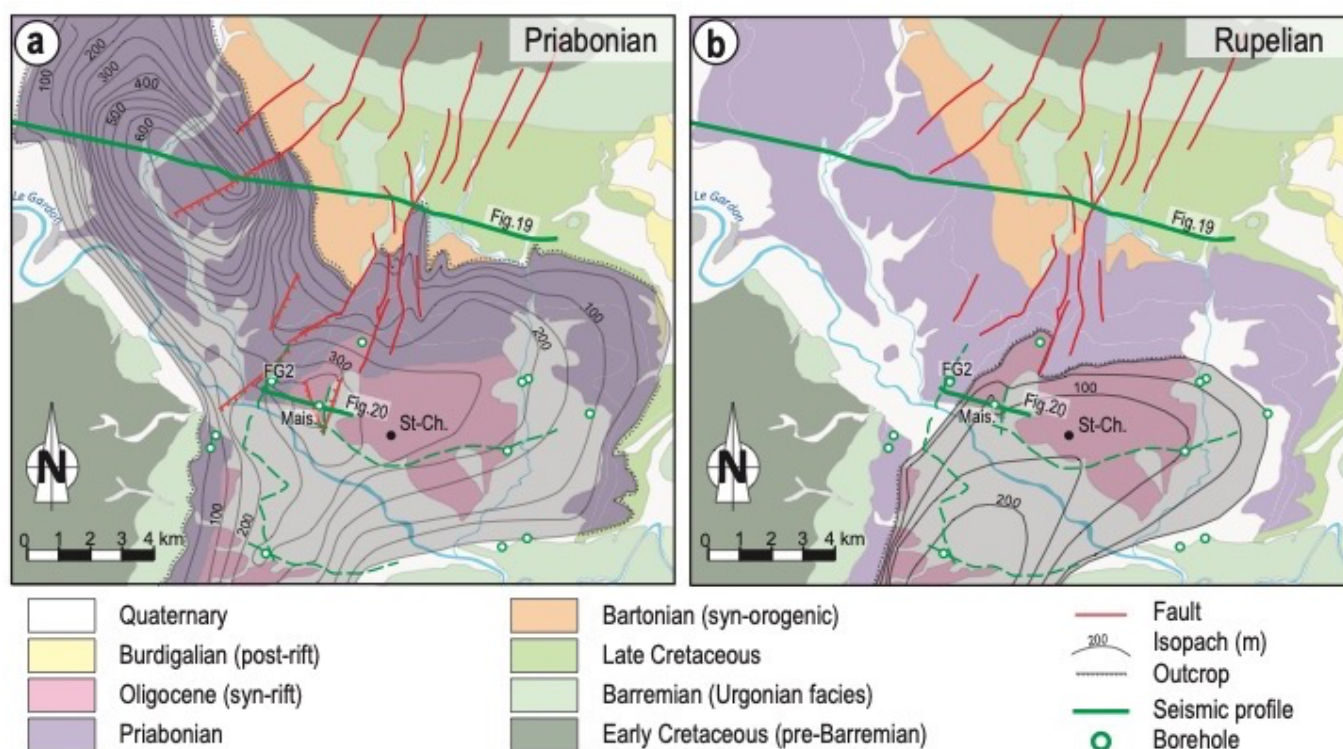 a
Priabonian
100
200
300
400
500
600
Le Gardon
Fig.19
100
200
300
FG2
Fig.20
Mais.
St-Ch.
N
100
200
0 1 2 3 4 km
b
Rupelian
Le Gardon
Fig.19
FG2
100
Fig.20
Mais.
St-Ch.
N
200
0 1 2 3 4 km
Quaternary
Burdigalian (post-rift)
Oligocene (syn-rift)
Priabonian
Bartonian (syn-orogenic)
Late Cretaceous
Barremian (Urgonian facies)
Early Cretaceous (pre-Barremian)
Fault
200
Isopach (m)
Outcrop
Seismic profile
Borehole